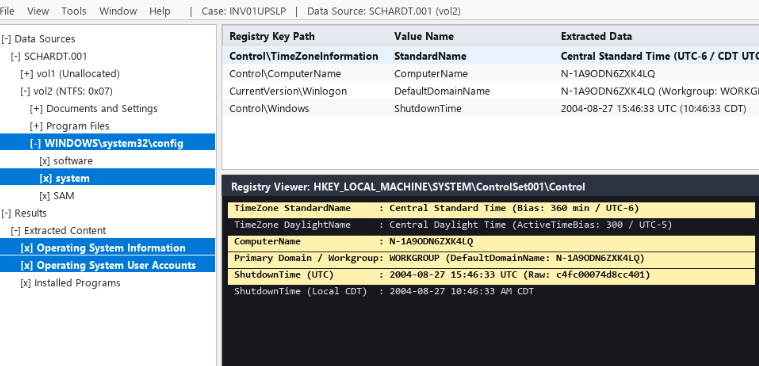 File View Tools Window Help | Case: INV01UPSLP | Data Source: SCHARDT.001 (vol2)
[-] Data Sources
[-] SCHARDT.001
[+] vol1 (Unallocated)
[-] vol2 (NTFS: 0x07)
[+] Documents and Settings
[+] Program Files
[-] WINDOWS\system32\config
[x] software
[x] system
[x] SAM
[-] Results
[-] Extracted Content
[x] Operating System Information
[x] Operating System User Accounts
[x] Installed Programs
Registry Key Path Value Name Extracted Data
Control\TimeZoneInformation StandardName Central Standard Time (UTC-6 / CDT UTC
Control\ComputerName ComputerName N-1A9ODN6ZXK4LQ
CurrentVersion\Winlogon DefaultDomainName N-1A9ODN6ZXK4LQ (Workgroup: WORKG
Control\Windows ShutdownTime 2004-08-27 15:46:33 UTC (10:46:33 CDT)
Registry Viewer: HKEY_LOCAL_MACHINE\SYSTEM\ControlSet001\Control
TimeZone StandardName : Central Standard Time (Bias: 360 min / UTC-6)
TimeZone DaylightName : Central Daylight Time (ActiveTimeBias: 300 / UTC-5)
ComputerName : N-1A9ODN6ZXK4LQ
Primary Domain / Workgroup: WORKGROUP (DefaultDomainName: N-1A9ODN6ZXK4LQ)
ShutdownTime (UTC) : 2004-08-27 15:46:33 UTC (Raw: c4fc00074d8cc401)
ShutdownTime (Local CDT) : 2004-08-27 10:46:33 AM CDT